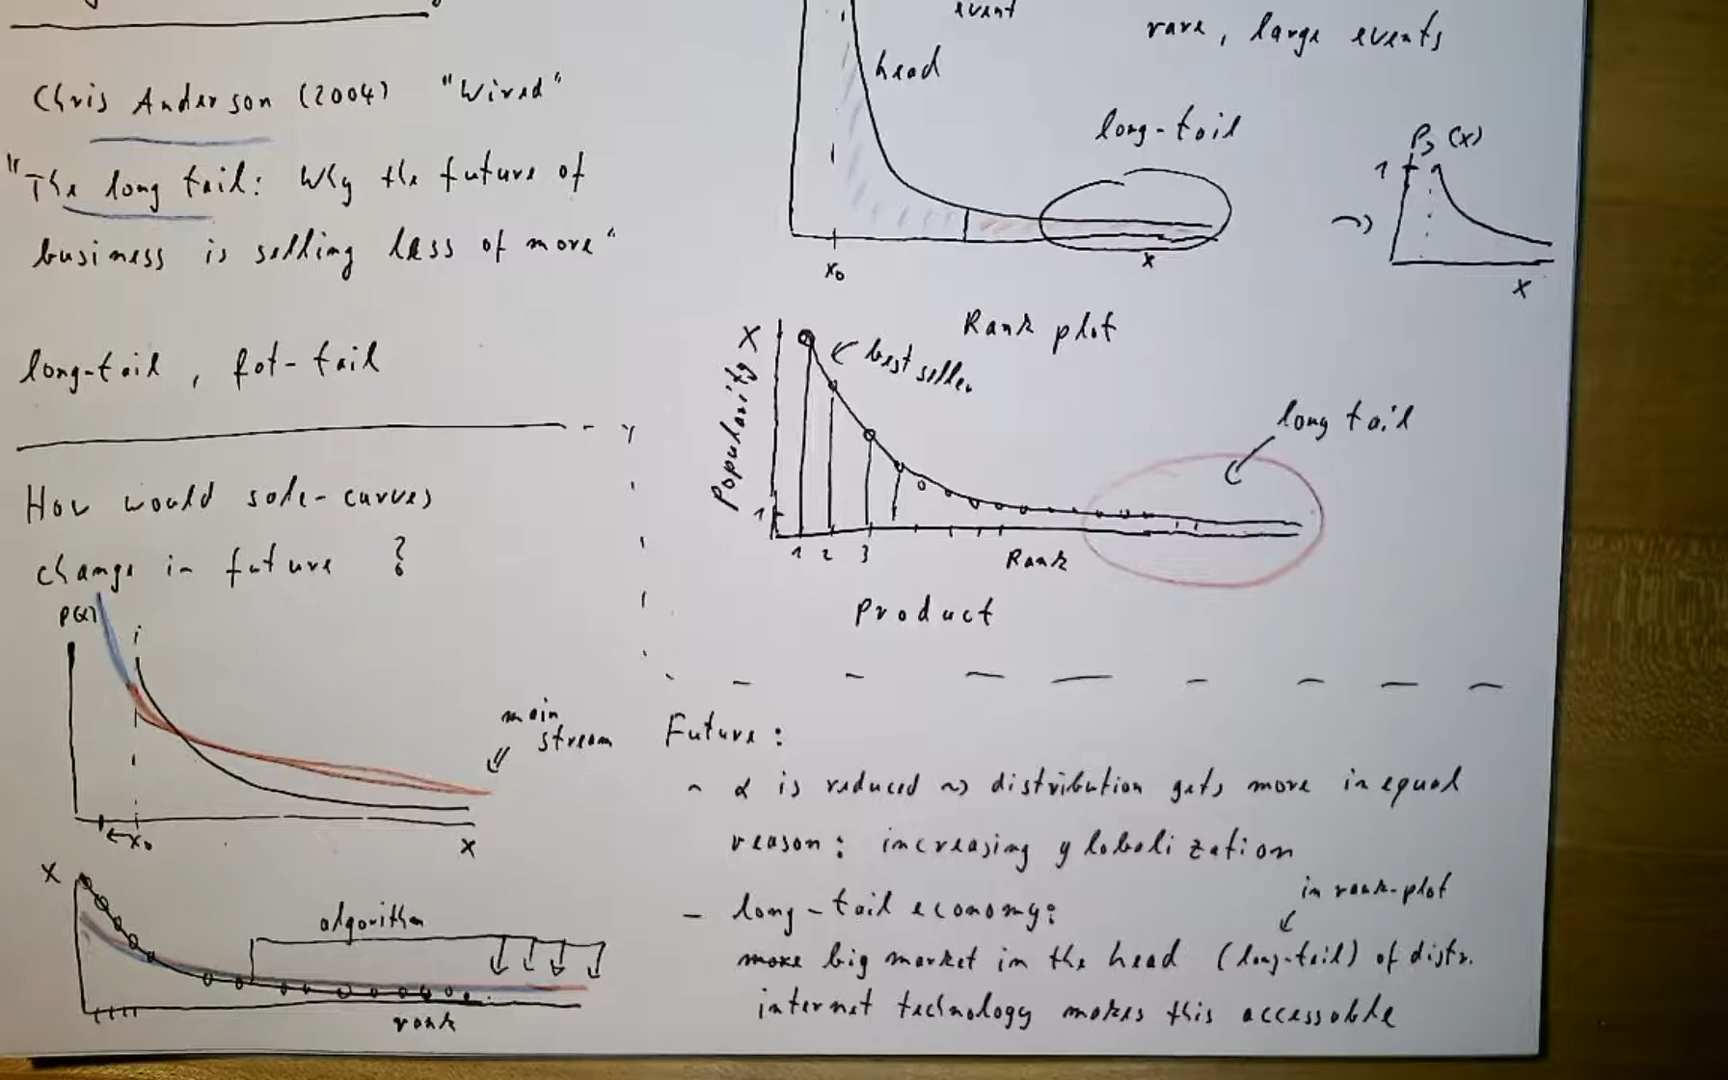 Chris Anderson (2004) "Wired"
"The long tail: Why the future of
business is selling less of more"
long-tail, fat-tail
How would sale-curves
change in future ?
P(x)
x₀
x
main
stream
X
algorithm
rank
event
rare, large events
head
long-tail
x₀
x
P> (x)
1
x
Rank plot
Popularity X
best seller
long tail
1
1 2 3
Rank
Product
Future:
- α is reduced ~> distribution gets more inequal
reason: increasing globalization
in rank-plot
- long-tail economy:
more big market in the head (long-tail) of distr.
internet technology makes this accessable